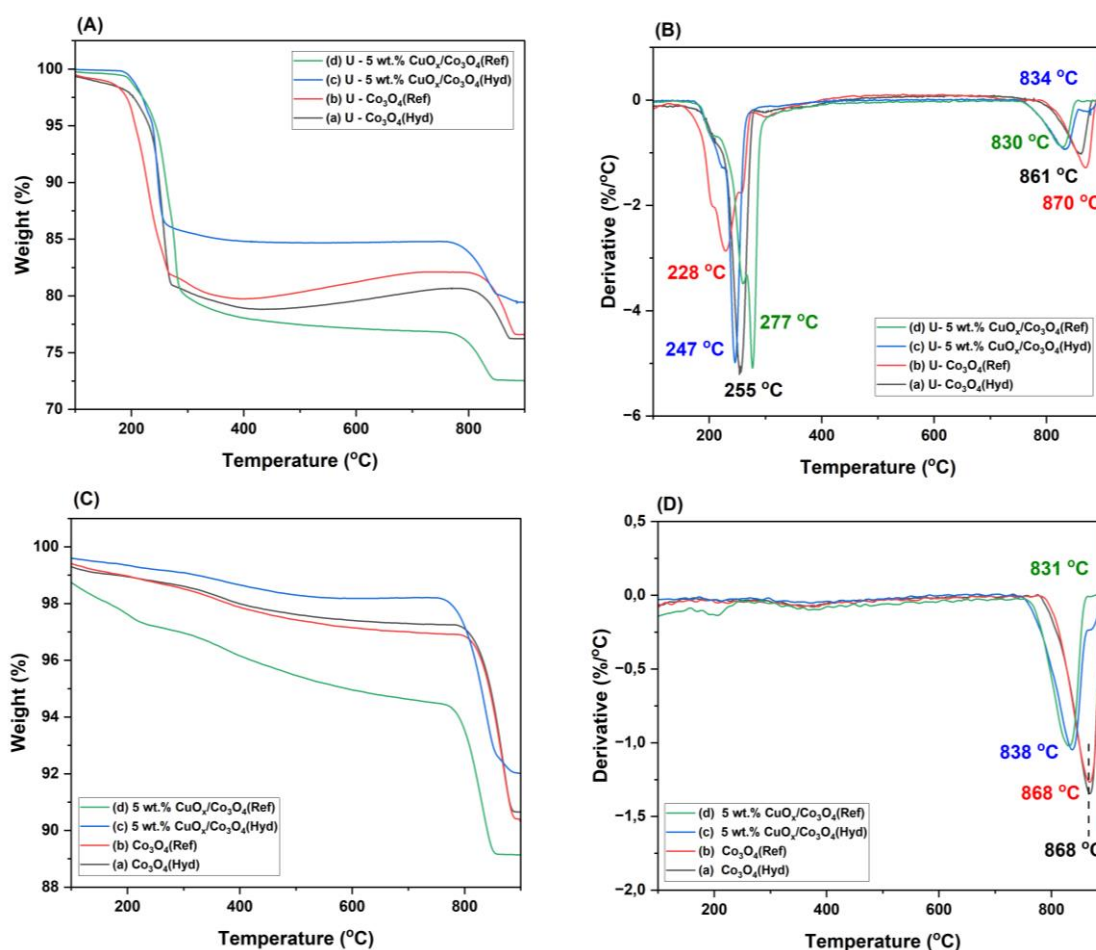 (A)
(d) U - 5 wt.% CuOₓ/Co₃O₄(Ref)
(c) U - 5 wt.% CuOₓ/Co₃O₄(Hyd)
(b) U - Co₃O₄(Ref)
(a) U - Co₃O₄(Hyd)
100
95
90
85
80
75
70
Weight (%)
200
400
600
800
Temperature (°C)
(B)
834 °C
830 °C
861 °C
870 °C
228 °C
277 °C
247 °C
255 °C
(d) U- 5 wt.% CuOₓ/Co₃O₄(Ref)
(c) U- 5 wt.% CuOₓ/Co₃O₄(Hyd)
(b) U- Co₃O₄(Ref)
(a) U- Co₃O₄(Hyd)
0
−2
−4
−6
Derivative (%/°C)
200
400
600
800
Temperature (°C)
(C)
100
98
96
94
92
90
88
Weight (%)
(d) 5 wt.% CuOₓ/Co₃O₄(Ref)
(c) 5 wt.% CuOₓ/Co₃O₄(Hyd)
(b) Co₃O₄(Ref)
(a) Co₃O₄(Hyd)
200
400
600
800
Temperature (°C)
(D)
0,5
0,0
−0,5
−1,0
−1,5
−2,0
Derivative (%/°C)
831 °C
838 °C
868 °C
868 °C
(d) 5 wt.% CuOₓ/Co₃O₄(Ref)
(c) 5 wt.% CuOₓ/Co₃O₄(Hyd)
(b) Co₃O₄(Ref)
(a) Co₃O₄(Hyd)
200
400
600
800
Temperature (°C)